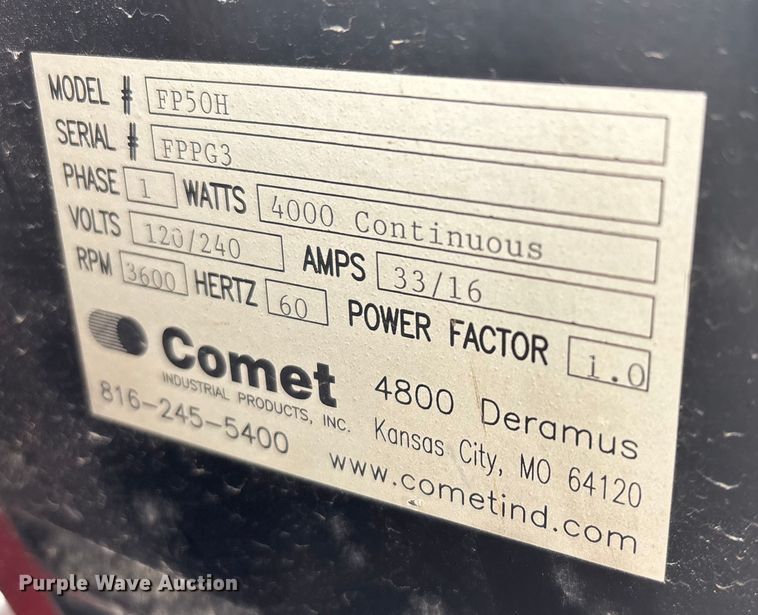 MODEL # FP50H
SERIAL # FPPG3
PHASE 1 WATTS 4000 Continuous
VOLTS 120/240 AMPS 33/16
RPM 3600 HERTZ 60 POWER FACTOR 1.0
Comet
INDUSTRIAL PRODUCTS, INC.
816-245-5400
4800 Deramus
Kansas City, MO 64120
www.cometind.com
Purple Wave Auction